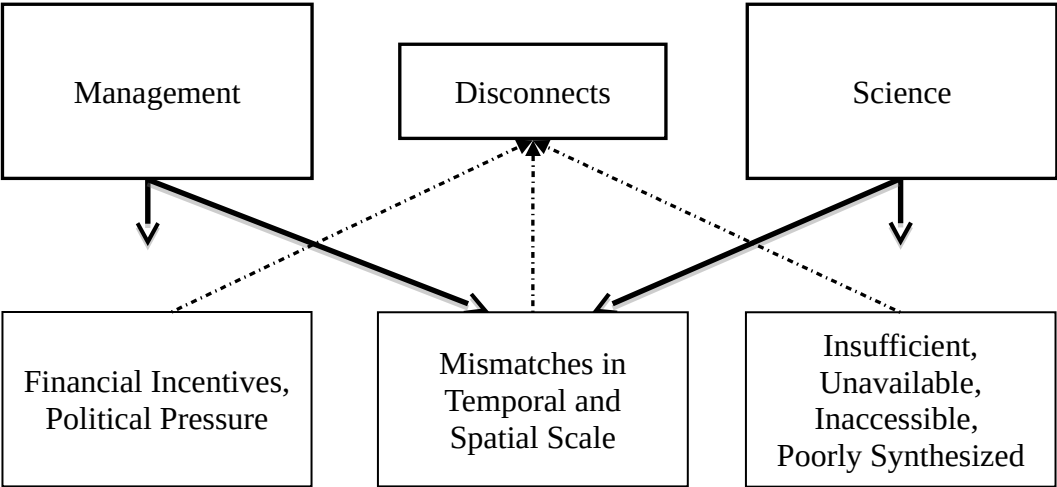 Management
Disconnects
Science
Financial Incentives,
Political Pressure
Mismatches in
Temporal and
Spatial Scale
Insufficient,
Unavailable,
Inaccessible,
Poorly Synthesized